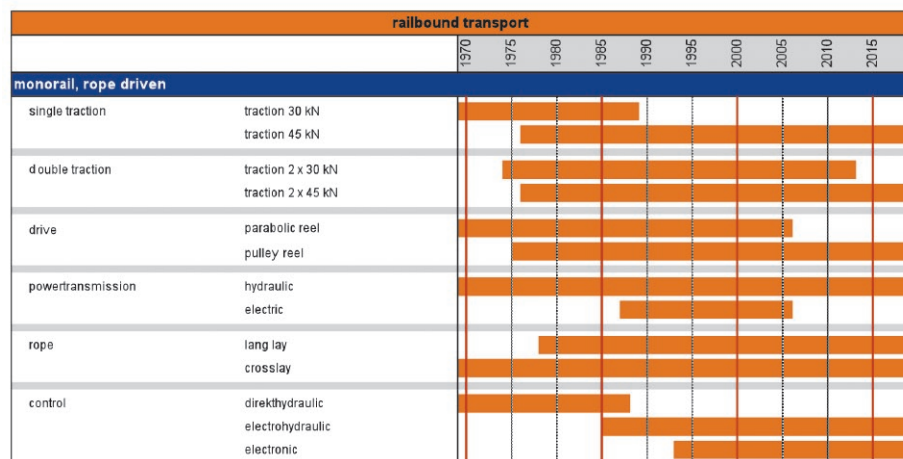 railbound transport
1970 1975 1980 1985 1990 1995 2000 2005 2010 2015
monorail, rope driven
single traction traction 30 kN
traction 45 kN
double traction traction 2 x 30 kN
traction 2 x 45 kN
drive parabolic reel
pulley reel
powertransmission hydraulic
electric
rope lang lay
crosslay
control direkthydraulic
electrohydraulic
electronic